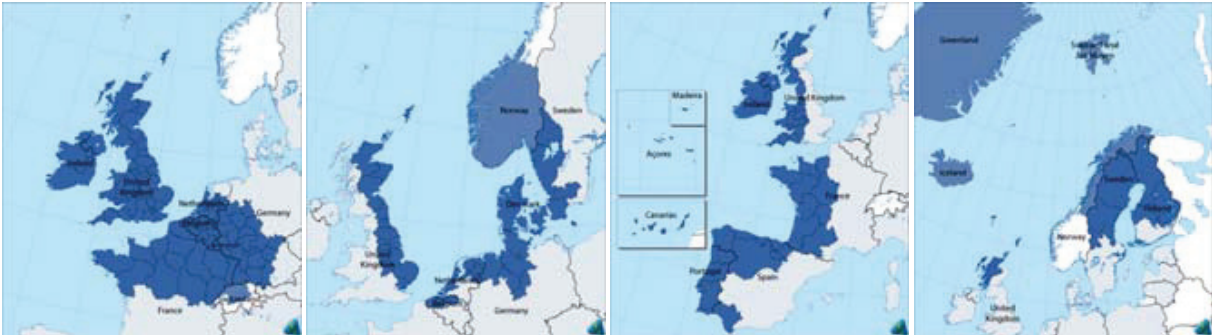 Ireland
United
Kingdom
Netherlands
Germany
France
Norway
Sweden
Denmark
United
Kingdom
Germany
Madeira
Ireland
United Kingdom
Açores
France
Canarias
Portugal
Spain
Greenland
Iceland
Sweden
Finland
Norway
United
Kingdom